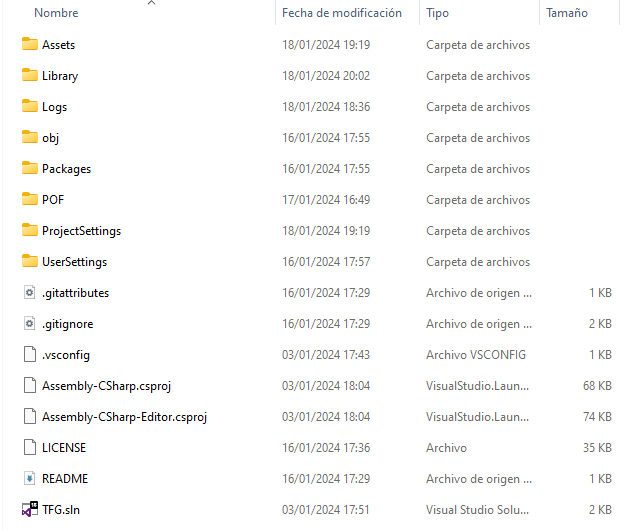 Nombre Fecha de modificación Tipo Tamaño
Assets 18/01/2024 19:19 Carpeta de archivos
Library 18/01/2024 20:02 Carpeta de archivos
Logs 18/01/2024 18:36 Carpeta de archivos
obj 16/01/2024 17:55 Carpeta de archivos
Packages 16/01/2024 17:55 Carpeta de archivos
POF 17/01/2024 16:49 Carpeta de archivos
ProjectSettings 18/01/2024 19:19 Carpeta de archivos
UserSettings 16/01/2024 17:57 Carpeta de archivos
.gitattributes 16/01/2024 17:29 Archivo de origen ... 1 KB
.gitignore 16/01/2024 17:29 Archivo de origen ... 2 KB
.vsconfig 03/01/2024 17:43 Archivo VSCONFIG 1 KB
Assembly-CSharp.csproj 03/01/2024 18:04 VisualStudio.Laun... 68 KB
Assembly-CSharp-Editor.csproj 03/01/2024 18:04 VisualStudio.Laun... 74 KB
LICENSE 16/01/2024 17:36 Archivo 35 KB
README 16/01/2024 17:29 Archivo de origen ... 1 KB
TFG.sln 03/01/2024 17:51 Visual Studio Solu... 2 KB